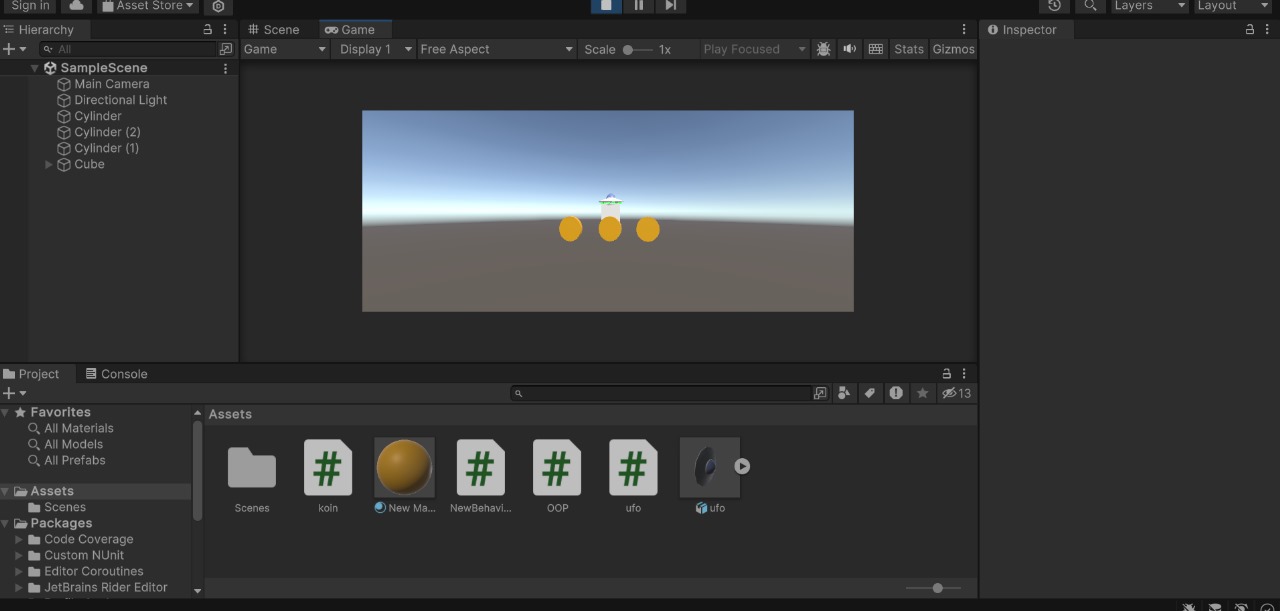 Sign in Asset Store Layers Layout
Hierarchy Scene Game Inspector
All Game Display 1 Free Aspect Scale 1x Play Focused Stats Gizmos
SampleScene
Main Camera
Directional Light
Cylinder
Cylinder (2)
Cylinder (1)
Cube
Project Console
13
Favorites
All Materials
All Models
All Prefabs
Assets
Scenes
Packages
Code Coverage
Custom NUnit
Editor Coroutines
JetBrains Rider Editor
Assets
Scenes koin New Ma... NewBehavi... OOP ufo ufo